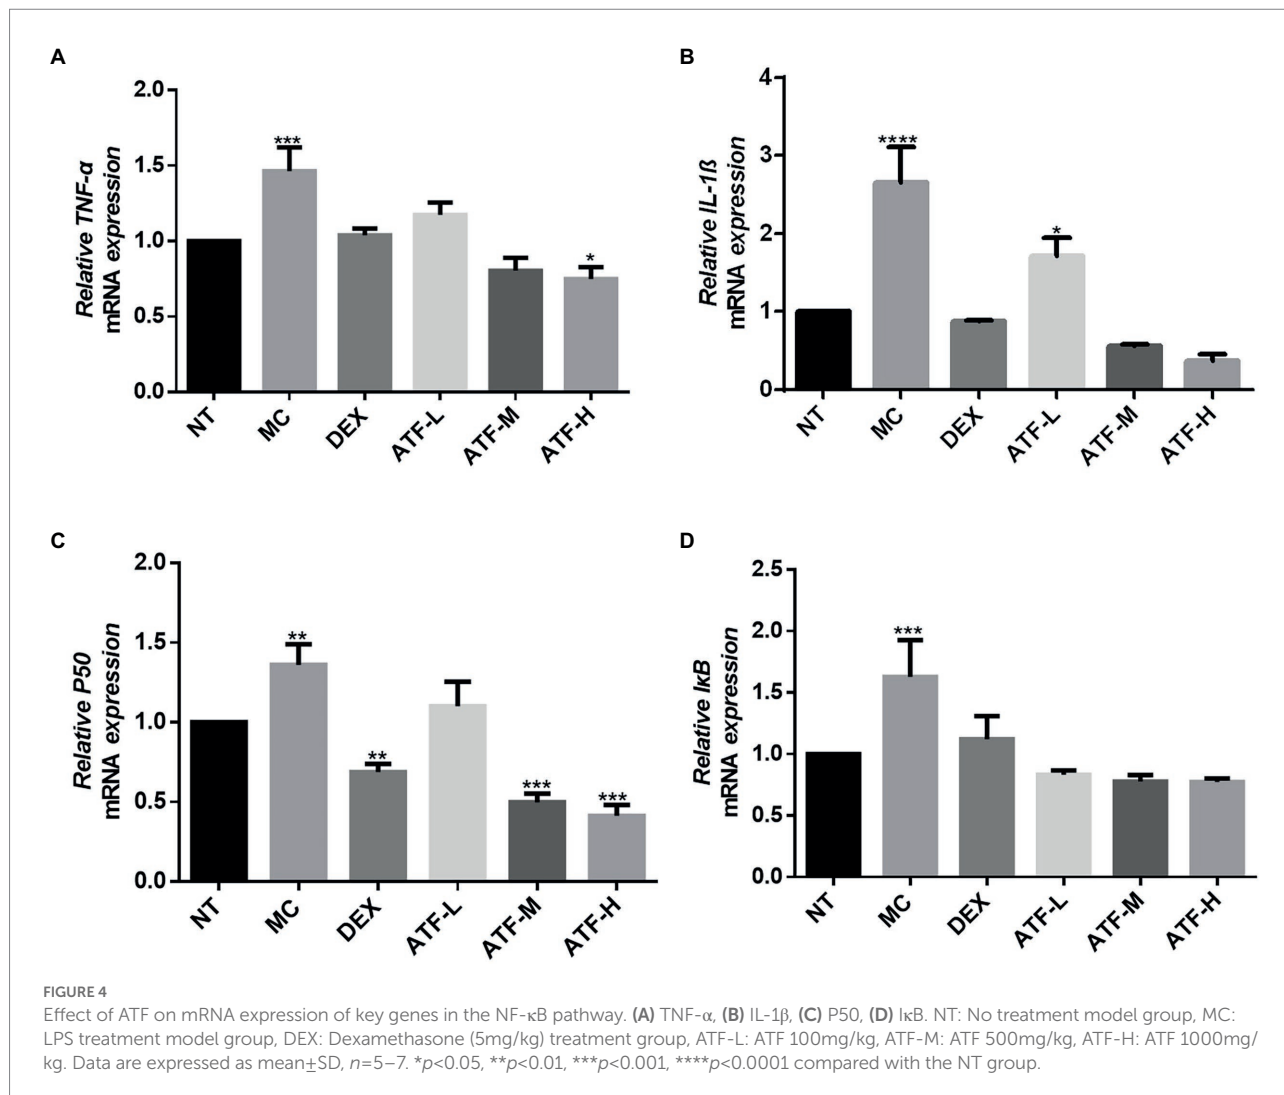 A
Relative TNF-α
mRNA expression
2.0
1.5
1.0
0.5
0.0
***
*
NT
MC
DEX
ATF-L
ATF-M
ATF-H
B
Relative IL-1ß
mRNA expression
4
3
2
1
0
****
*
NT
MC
DEX
ATF-L
ATF-M
ATF-H
C
Relative P50
mRNA expression
2.0
1.5
1.0
0.5
0.0
**
**
***
***
NT
MC
DEX
ATF-L
ATF-M
ATF-H
D
Relative IκB
mRNA expression
2.5
2.0
1.5
1.0
0.5
0.0
***
NT
MC
DEX
ATF-L
ATF-M
ATF-H
FIGURE 4
Effect of ATF on mRNA expression of key genes in the NF-κB pathway. (A) TNF-α, (B) IL-1β, (C) P50, (D) IκB. NT: No treatment model group, MC:
LPS treatment model group, DEX: Dexamethasone (5mg/kg) treatment group, ATF-L: ATF 100mg/kg, ATF-M: ATF 500mg/kg, ATF-H: ATF 1000mg/
kg. Data are expressed as mean±SD, n=5–7. *p<0.05, **p<0.01, ***p<0.001, ****p<0.0001 compared with the NT group.